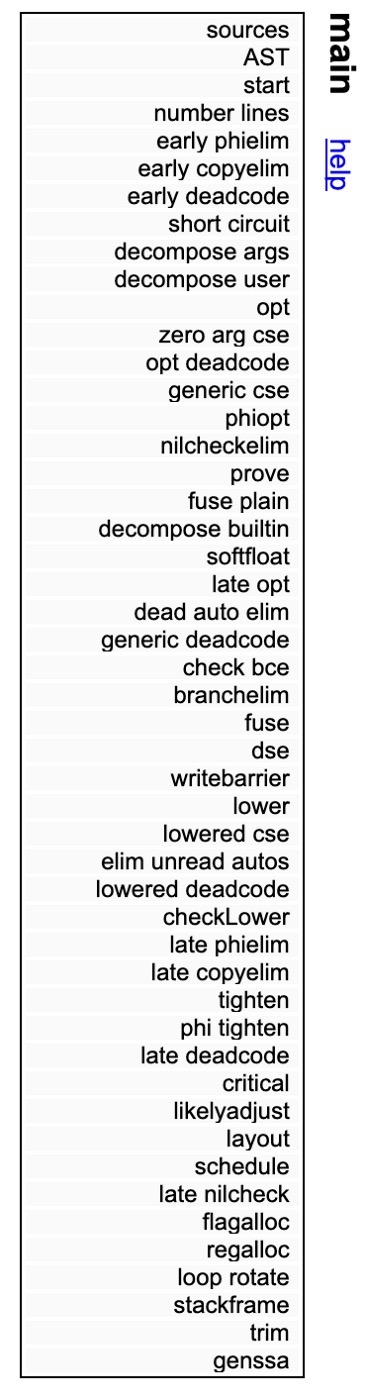 main
help
sources
AST
start
number lines
early phielim
early copyelim
early deadcode
short circuit
decompose args
decompose user
opt
zero arg cse
opt deadcode
generic cse
phiopt
nilcheckelim
prove
fuse plain
decompose builtin
softfloat
late opt
dead auto elim
generic deadcode
check bce
branchelim
fuse
dse
writebarrier
lower
lowered cse
elim unread autos
lowered deadcode
checkLower
late phielim
late copyelim
tighten
phi tighten
late deadcode
critical
likelyadjust
layout
schedule
late nilcheck
flagalloc
regalloc
loop rotate
stackframe
trim
genssa